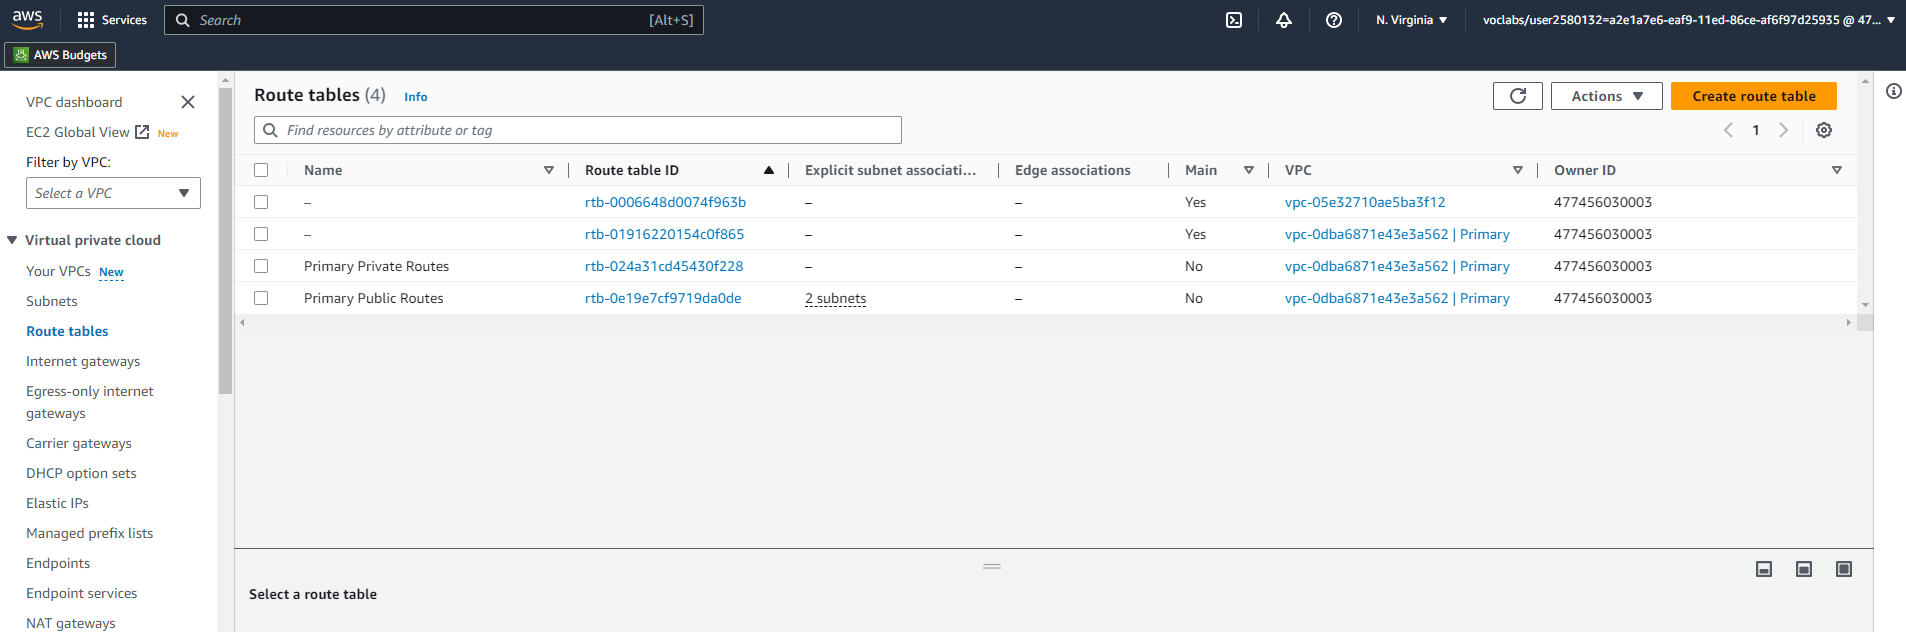 aws
Services
Search
[Alt+S]
N. Virginia
voclabs/user2580132=a2e1a7e6-eaf9-11ed-86ce-af6f97d25935 @ 47...
AWS Budgets
VPC dashboard
EC2 Global View New
Filter by VPC:
Select a VPC
Virtual private cloud
Your VPCs New
Subnets
Route tables
Internet gateways
Egress-only internet
gateways
Carrier gateways
DHCP option sets
Elastic IPs
Managed prefix lists
Endpoints
Endpoint services
NAT gateways
Route tables (4) Info
Actions
Create route table
Find resources by attribute or tag
1
Name Route table ID Explicit subnet associati... Edge associations Main VPC Owner ID
– rtb-0006648d0074f963b – – Yes vpc-05e32710ae5ba3f12 477456030003
– rtb-01916220154c0f865 – – Yes vpc-0dba6871e43e3a562 | Primary 477456030003
Primary Private Routes rtb-024a31cd45430f228 – – No vpc-0dba6871e43e3a562 | Primary 477456030003
Primary Public Routes rtb-0e19e7cf9719da0de 2 subnets – No vpc-0dba6871e43e3a562 | Primary 477456030003
Select a route table